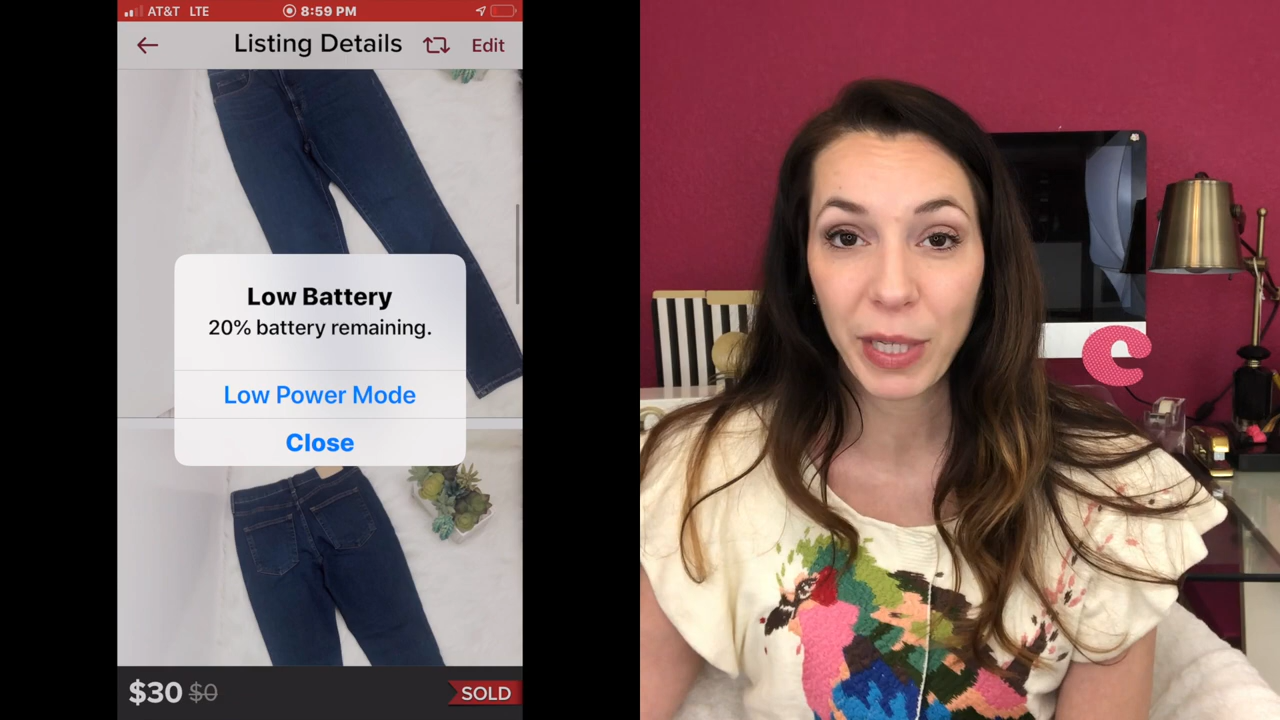 AT&T LTE 8:59 PM
Listing Details Edit
Low Battery
20% battery remaining.
Low Power Mode
Close
$30 $0 SOLD
C